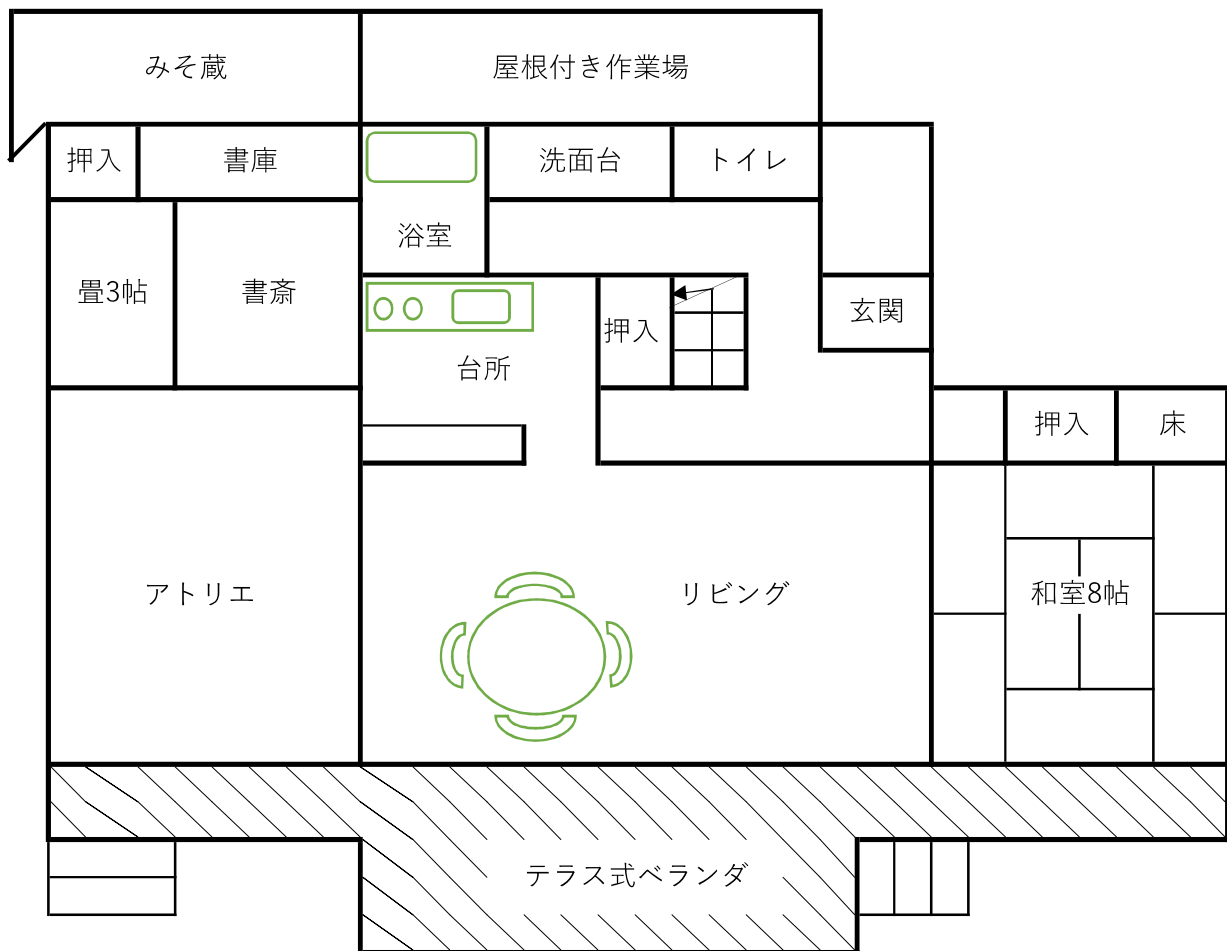 みそ蔵
屋根付き作業場
押入
書庫
洗面台
トイレ
浴室
畳3帖
書斎
押入
玄関
台所
押入
床
アトリエ
リビング
和室8帖
テラス式ベランダ